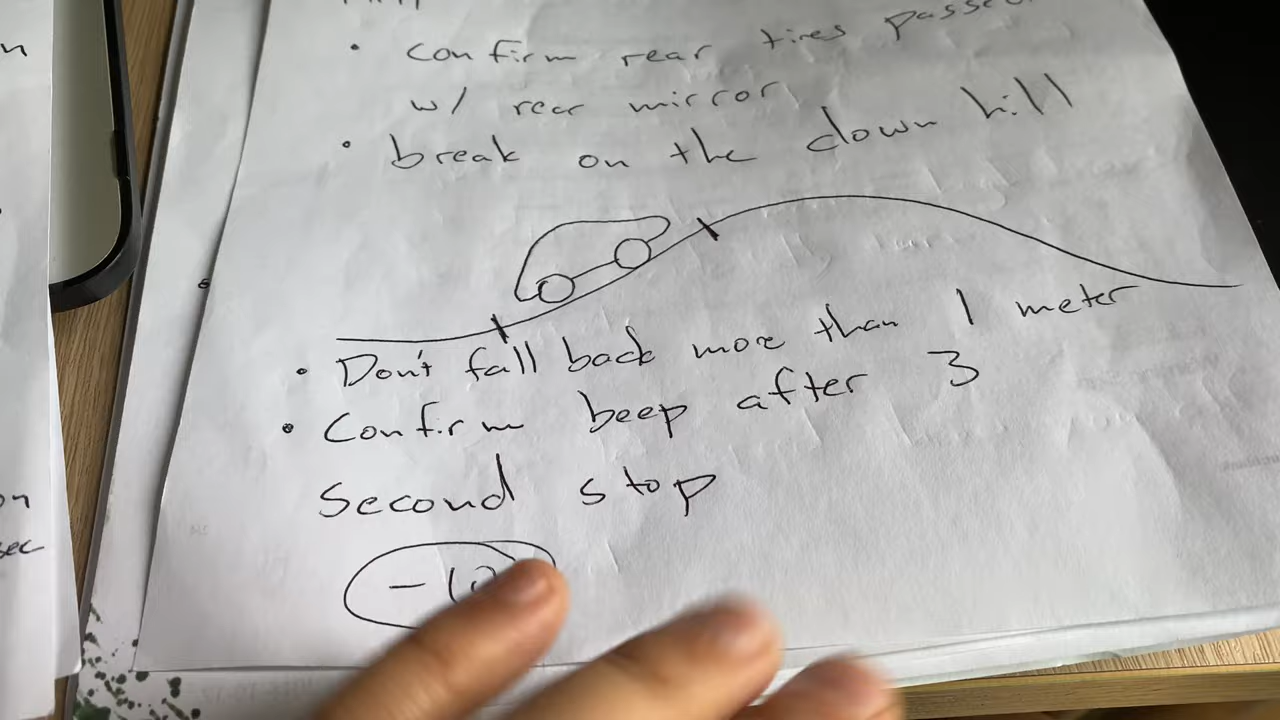 • Confirm rear tires
w/ rear mirror
• break on the down hill
• Don't fall back more than 1 meter
• Confirm beep after 3
Second stop
sec